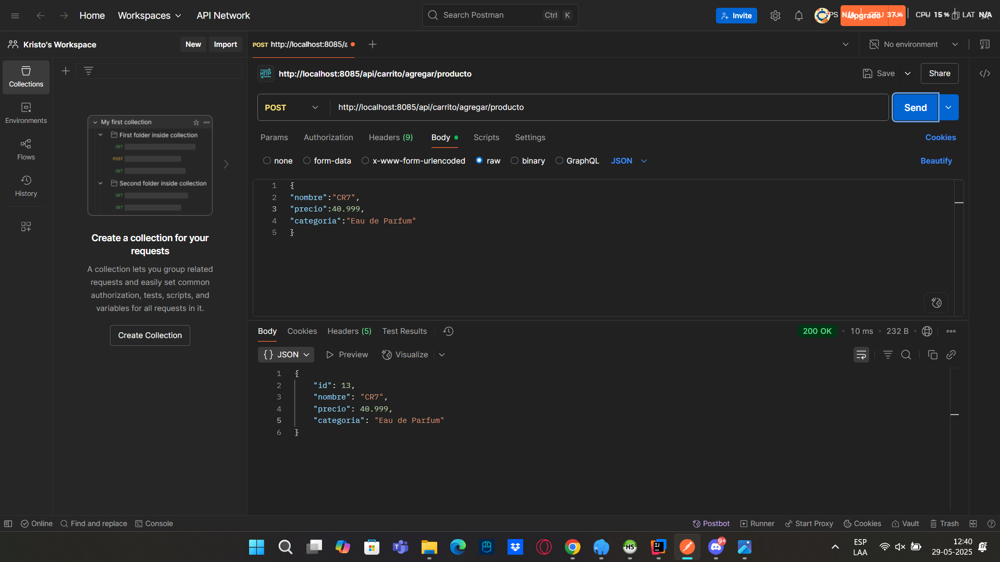 Home
Workspaces
API Network
Search Postman
Ctrl K
Invite
Upgrade
N/A
37%
CPU 15 %
LAT N/A
Kristo's Workspace
New
Import
POST http://localhost:8085/a
No environment
Collections
Environments
Flows
History
My first collection
First folder inside collection
GET
POST
GET
Second folder inside collection
GET
GET
Create a collection for your
requests
A collection lets you group related
requests and easily set common
authorization, tests, scripts, and
variables for all requests in it.
Create Collection
HTTP
http://localhost:8085/api/carrito/agregar/producto
Save
Share
POST
http://localhost:8085/api/carrito/agregar/producto
Send
Params
Authorization
Headers (9)
Body
Scripts
Settings
Cookies
none
form-data
x-www-form-urlencoded
raw
binary
GraphQL
JSON
Beautify
1 {
2 "nombre":"CR7",
3 "precio":40.999,
4 "categoria":"Eau de Parfum"
5 }
Body
Cookies
Headers (5)
Test Results
200 OK
10 ms
232 B
{} JSON
Preview
Visualize
1 {
2 "id": 13,
3 "nombre": "CR7",
4 "precio": 40.999,
5 "categoria": "Eau de Parfum"
6 }
Online
Find and replace
Console
Postbot
Runner
Start Proxy
Cookies
Vault
Trash
HS
IJ
9+
ESP
LAA
12:40
29-05-2025